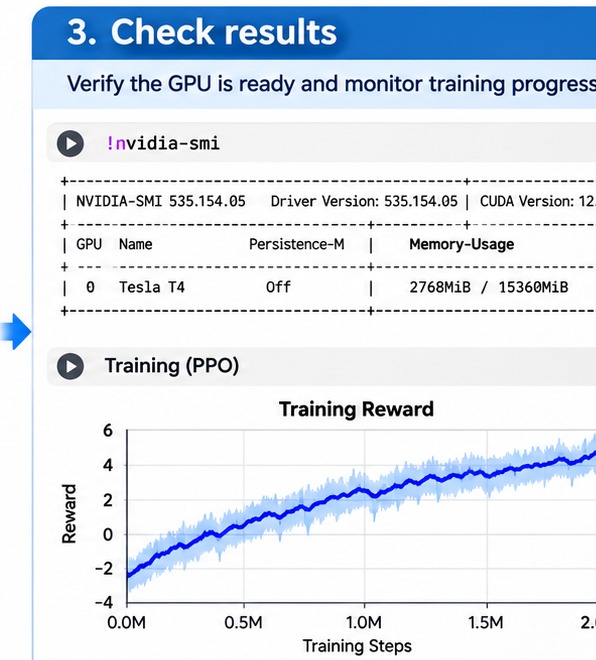 3. Check results
Verify the GPU is ready and monitor training progress
!nvidia-smi
+------------------------------------------+-------------
| NVIDIA-SMI 535.154.05 Driver Version: 535.154.05 | CUDA Version: 12.
+------------------------------+-----------+-------------
| GPU Name Persistence-M | Memory-Usage
+------------------------------+-------------------------
| 0 Tesla T4 Off | 2768MiB / 15360MiB
+------------------------------+-------------------------
Training (PPO)
Training Reward
6
4
2
0
−2
−4
Reward
0.0M 0.5M 1.0M 1.5M 2.0
Training Steps